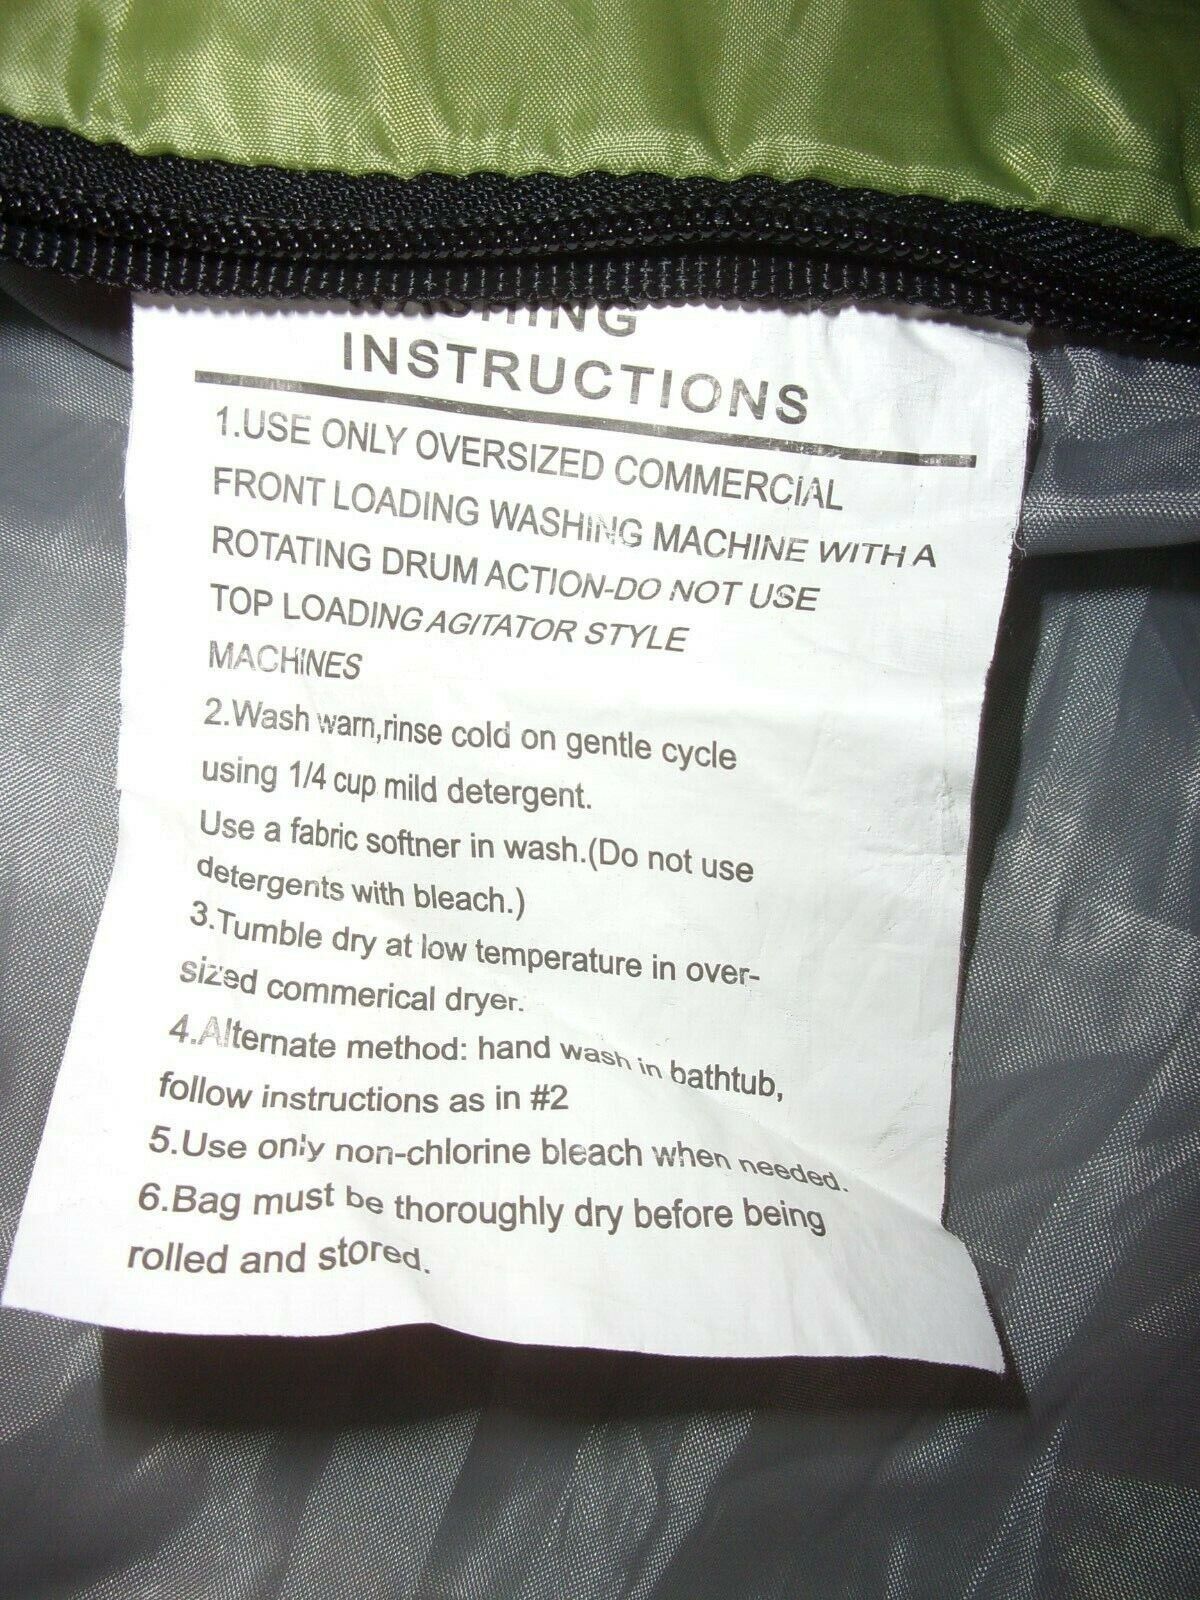 WASHING
INSTRUCTIONS
1.USE ONLY OVERSIZED COMMERCIAL
FRONT LOADING WASHING MACHINE WITH A
ROTATING DRUM ACTION-DO NOT USE
TOP LOADING AGITATOR STYLE
MACHINES
2.Wash warn,rinse cold on gentle cycle
using 1/4 cup mild detergent.
Use a fabric softner in wash.(Do not use
detergents with bleach.)
3.Tumble dry at low temperature in over-
sized commerical dryer.
4.Alternate method: hand wash in bathtub,
follow instructions as in #2
5.Use only non-chlorine bleach when needed.
6.Bag must be thoroughly dry before being
rolled and stored.